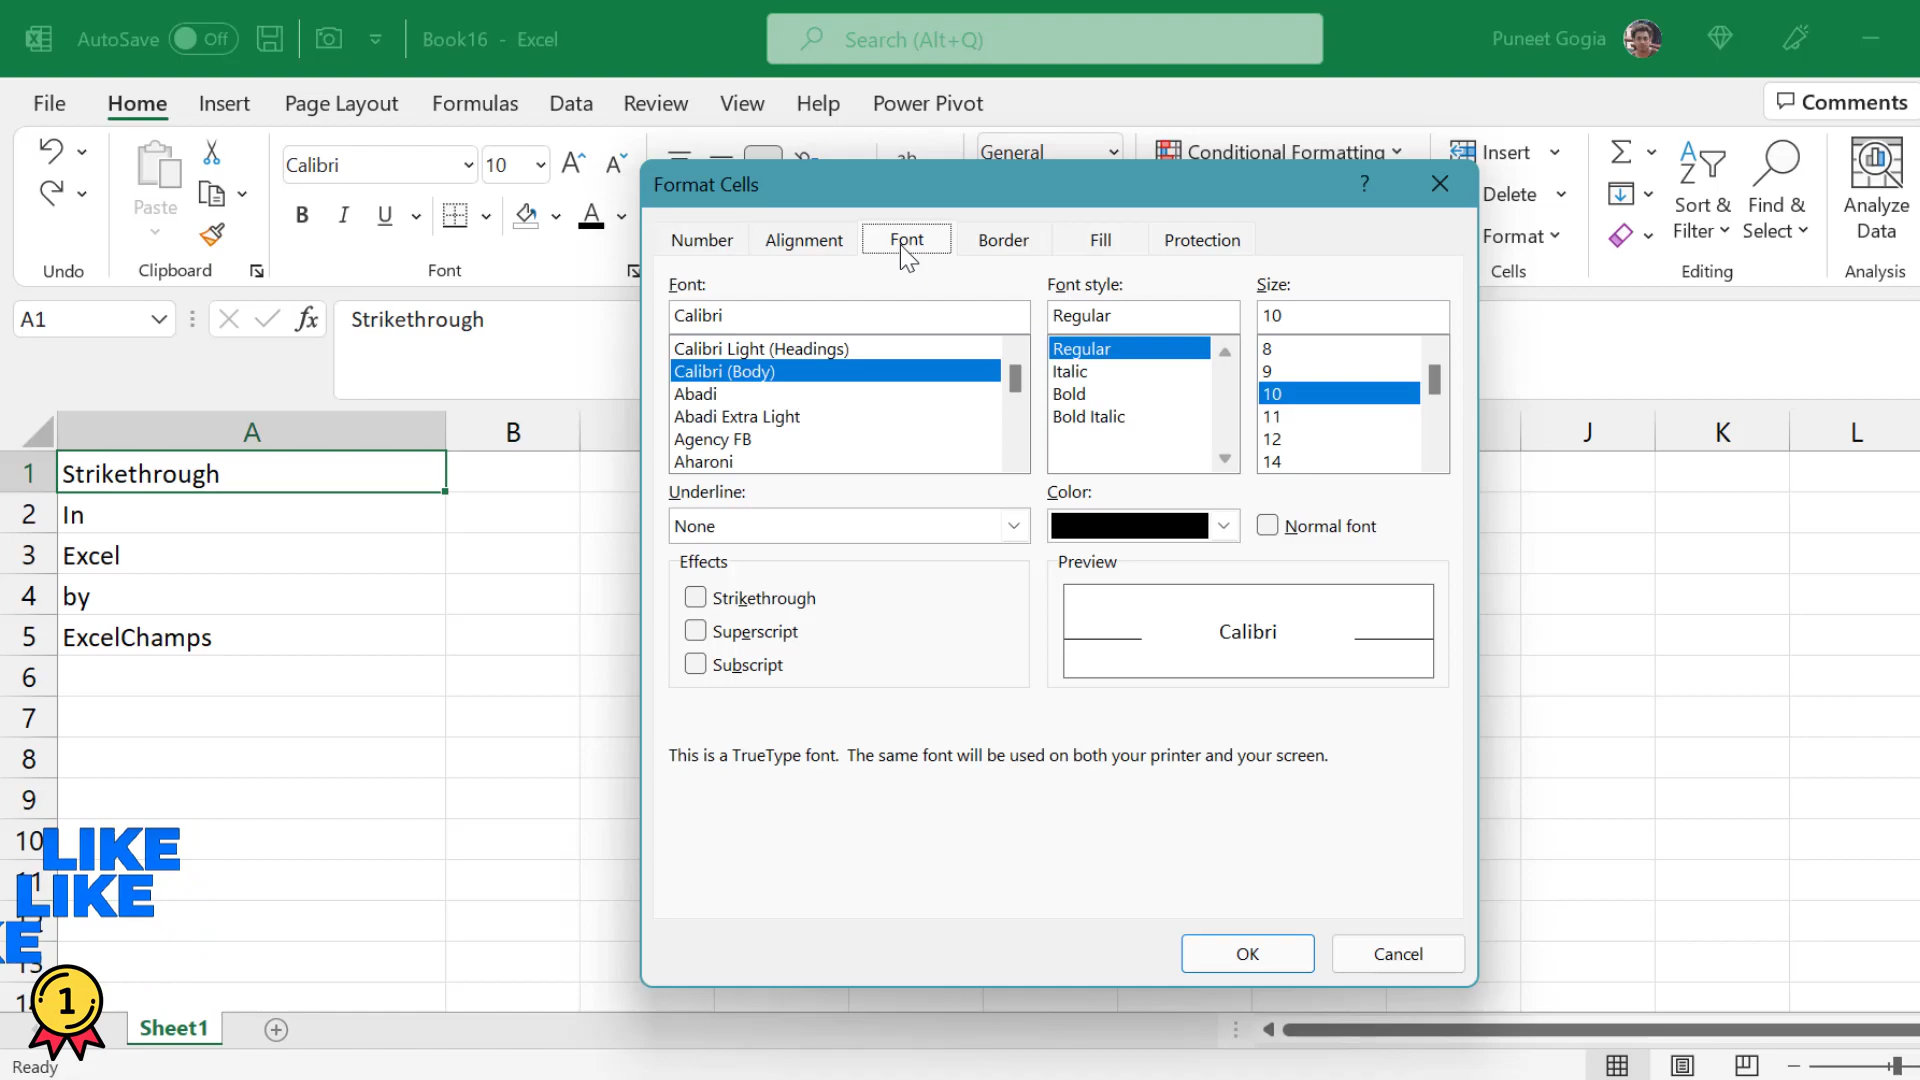 AutoSave Off Book16 - Excel Search (Alt+Q) Puneet Gogia
File Home Insert Page Layout Formulas Data Review View Help Power Pivot Comments
Paste
Undo
Clipboard
Calibri 10
B I U A
Font
General
Conditional Formatting
Insert
Delete
Format
Cells
Sort & Filter
Find & Select
Editing
Analyze Data
Analysis
A1 fx Strikethrough
A B J K L
1 Strikethrough
2 In
3 Excel
4 by
5 ExcelChamps
6
7
8
9
10
11
13
Format Cells ?
Number Alignment Font Border Fill Protection
Font: Font style: Size:
Calibri Regular 10
Calibri Light (Headings) Regular 8
Calibri (Body) Italic 9
Abadi Bold 10
Abadi Extra Light Bold Italic 11
Agency FB 12
Aharoni 14
Underline: Color:
None Normal font
Effects Preview
Strikethrough
Superscript
Subscript
Calibri
This is a TrueType font. The same font will be used on both your printer and your screen.
OK Cancel
LIKE
LIKE
KE
1
Sheet1
Ready